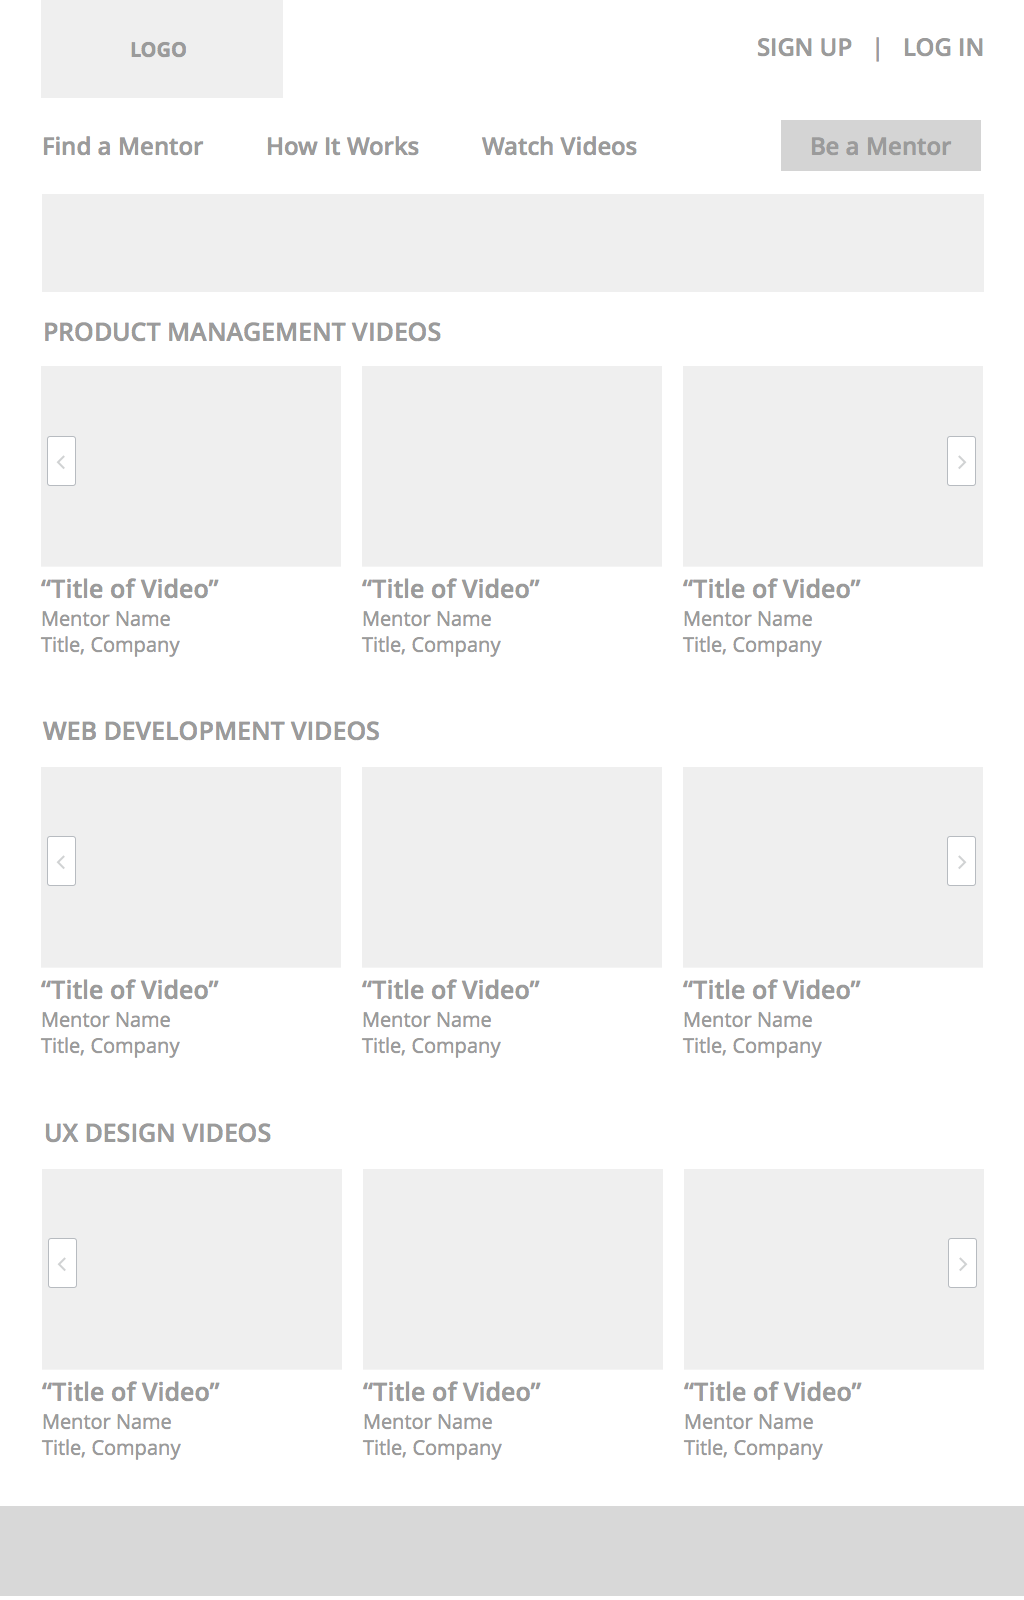 LOGO
SIGN UP | LOG IN
Find a Mentor How It Works Watch Videos Be a Mentor
PRODUCT MANAGEMENT VIDEOS
“Title of Video” “Title of Video” “Title of Video”
Mentor Name Mentor Name Mentor Name
Title, Company Title, Company Title, Company
WEB DEVELOPMENT VIDEOS
“Title of Video” “Title of Video” “Title of Video”
Mentor Name Mentor Name Mentor Name
Title, Company Title, Company Title, Company
UX DESIGN VIDEOS
“Title of Video” “Title of Video” “Title of Video”
Mentor Name Mentor Name Mentor Name
Title, Company Title, Company Title, Company